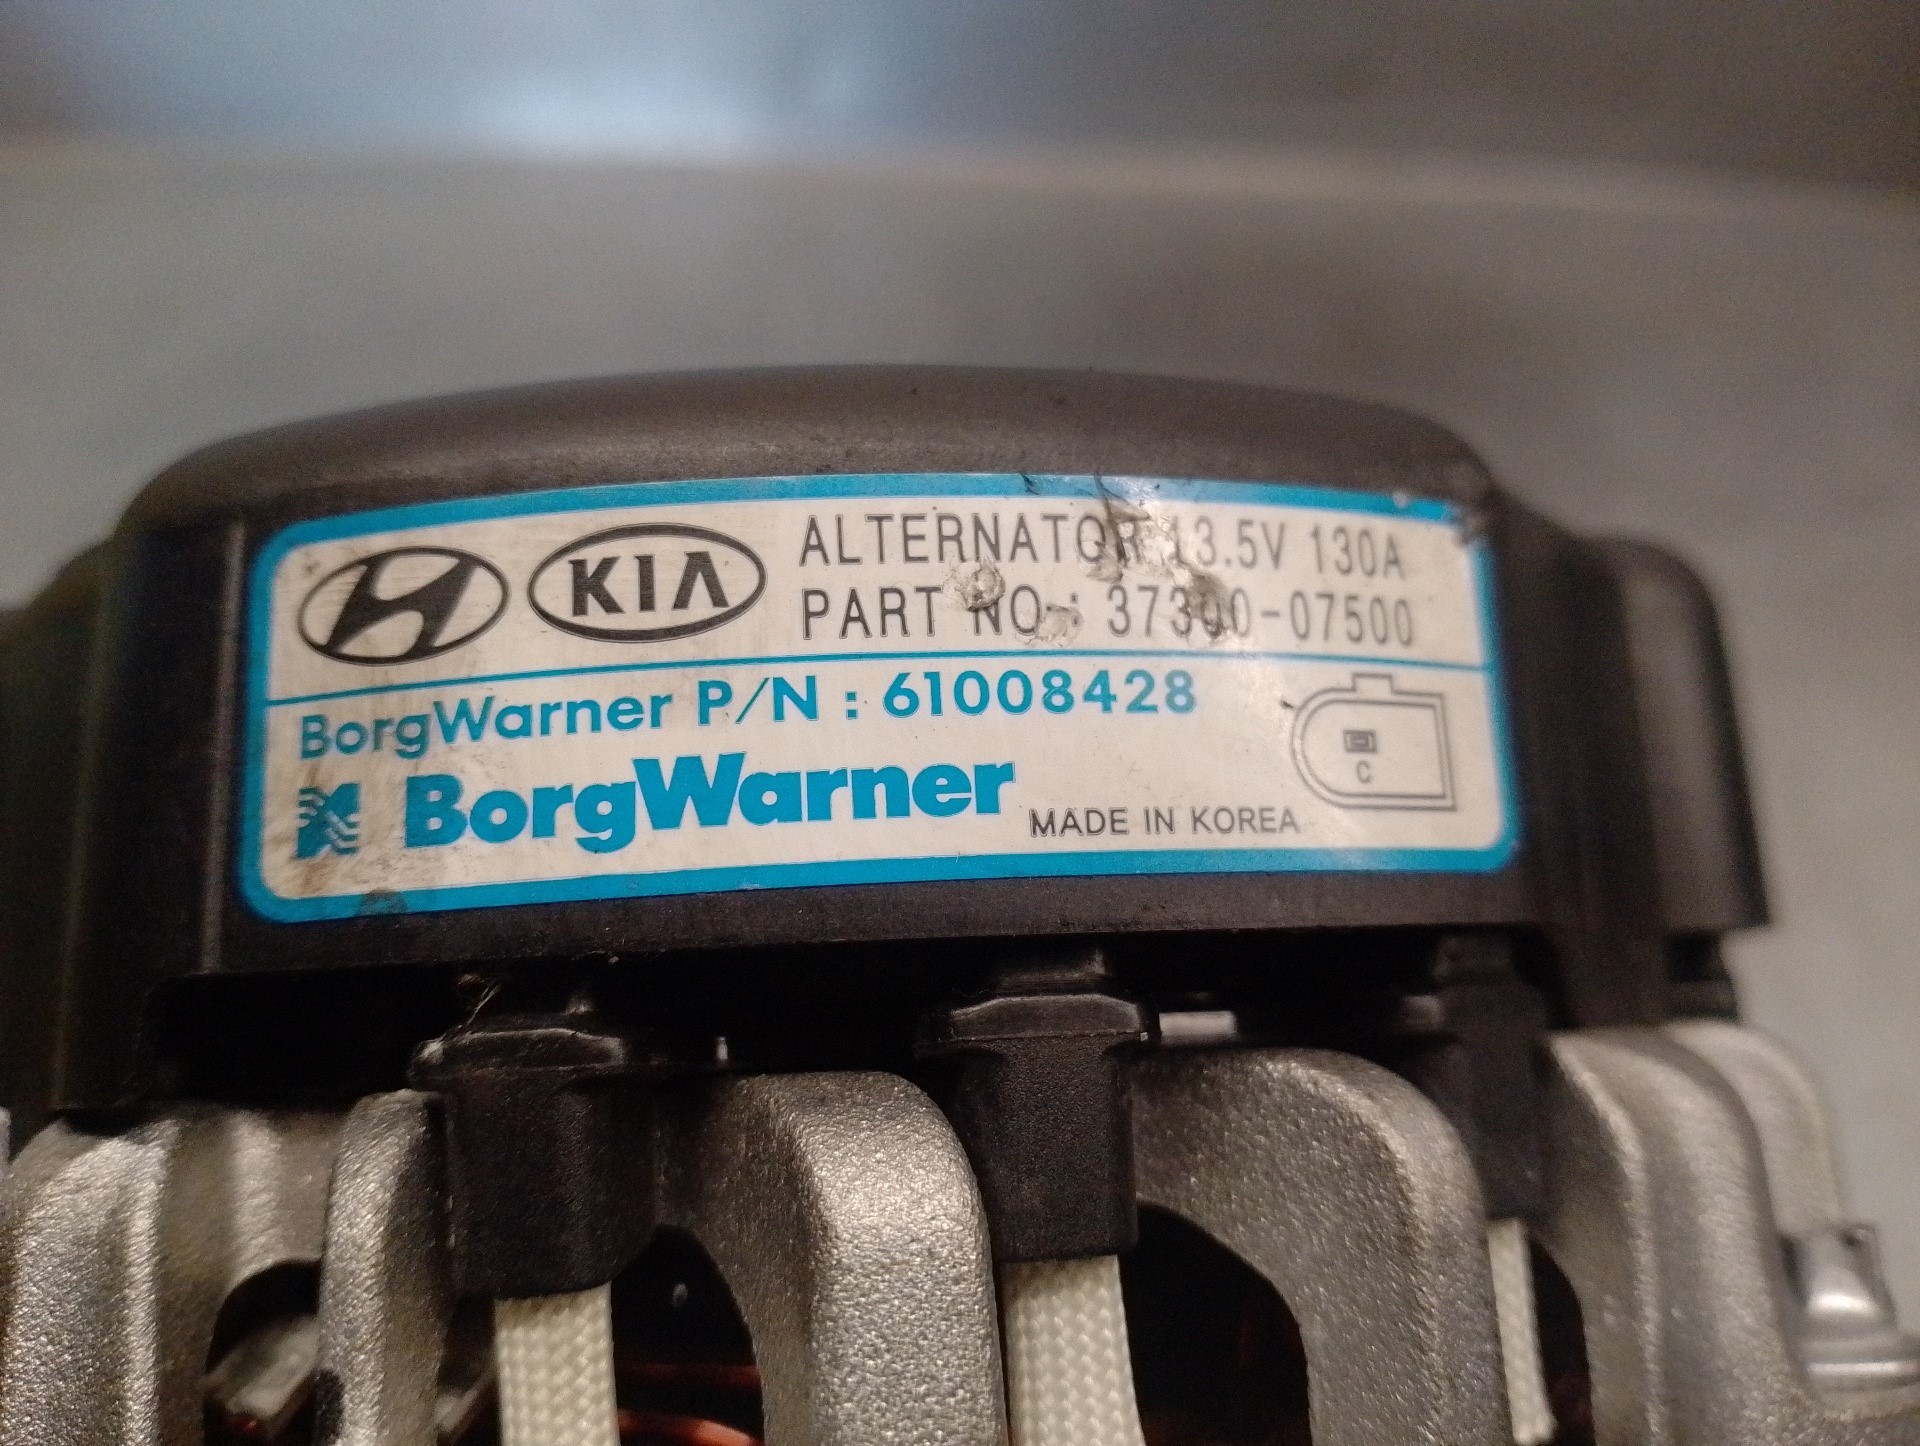 KIA
ALTERNATOR 13.5V 130A
PART NO : 37300-07500
BorgWarner P/N : 61008428
BorgWarner
MADE IN KOREA
C